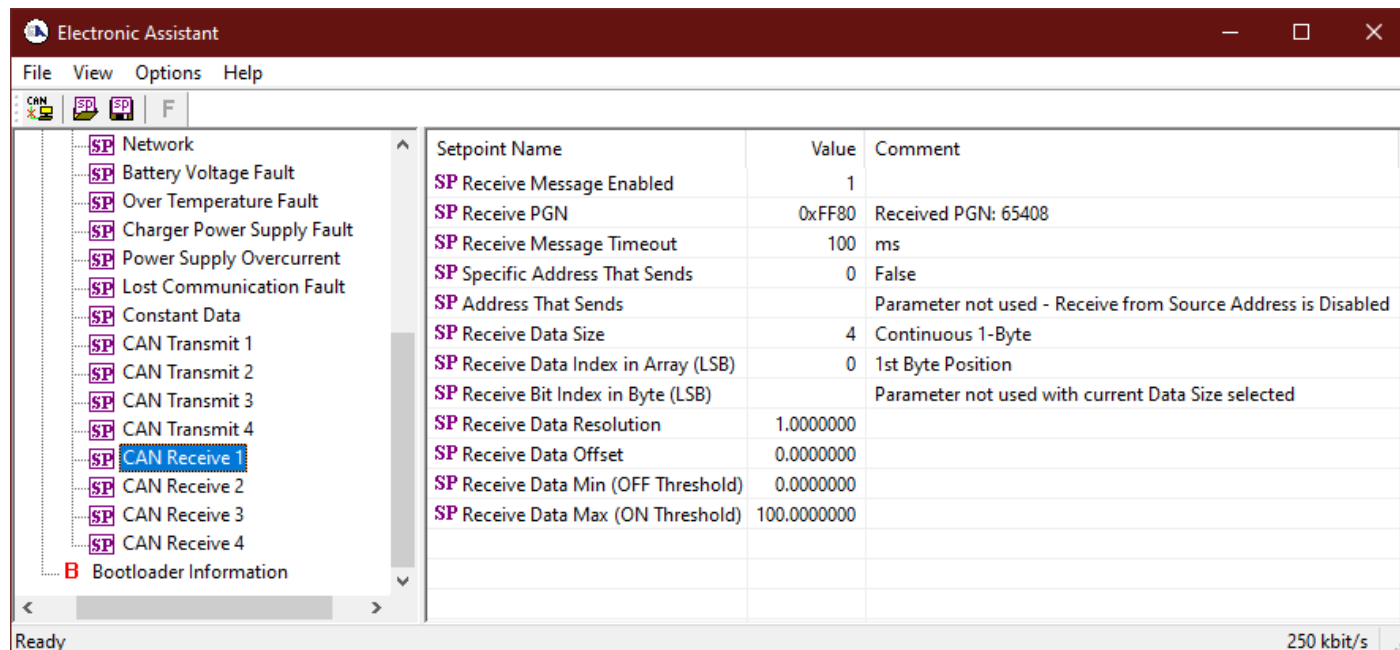 Electronic Assistant
File View Options Help
CAN SP SP F
SP Network
SP Battery Voltage Fault
SP Over Temperature Fault
SP Charger Power Supply Fault
SP Power Supply Overcurrent
SP Lost Communication Fault
SP Constant Data
SP CAN Transmit 1
SP CAN Transmit 2
SP CAN Transmit 3
SP CAN Transmit 4
SP CAN Receive 1
SP CAN Receive 2
SP CAN Receive 3
SP CAN Receive 4
B Bootloader Information
Setpoint Name Value Comment
SP Receive Message Enabled 1
SP Receive PGN 0xFF80 Received PGN: 65408
SP Receive Message Timeout 100 ms
SP Specific Address That Sends 0 False
SP Address That Sends Parameter not used - Receive from Source Address is Disabled
SP Receive Data Size 4 Continuous 1-Byte
SP Receive Data Index in Array (LSB) 0 1st Byte Position
SP Receive Bit Index in Byte (LSB) Parameter not used with current Data Size selected
SP Receive Data Resolution 1.0000000
SP Receive Data Offset 0.0000000
SP Receive Data Min (OFF Threshold) 0.0000000
SP Receive Data Max (ON Threshold) 100.0000000
Ready 250 kbit/s